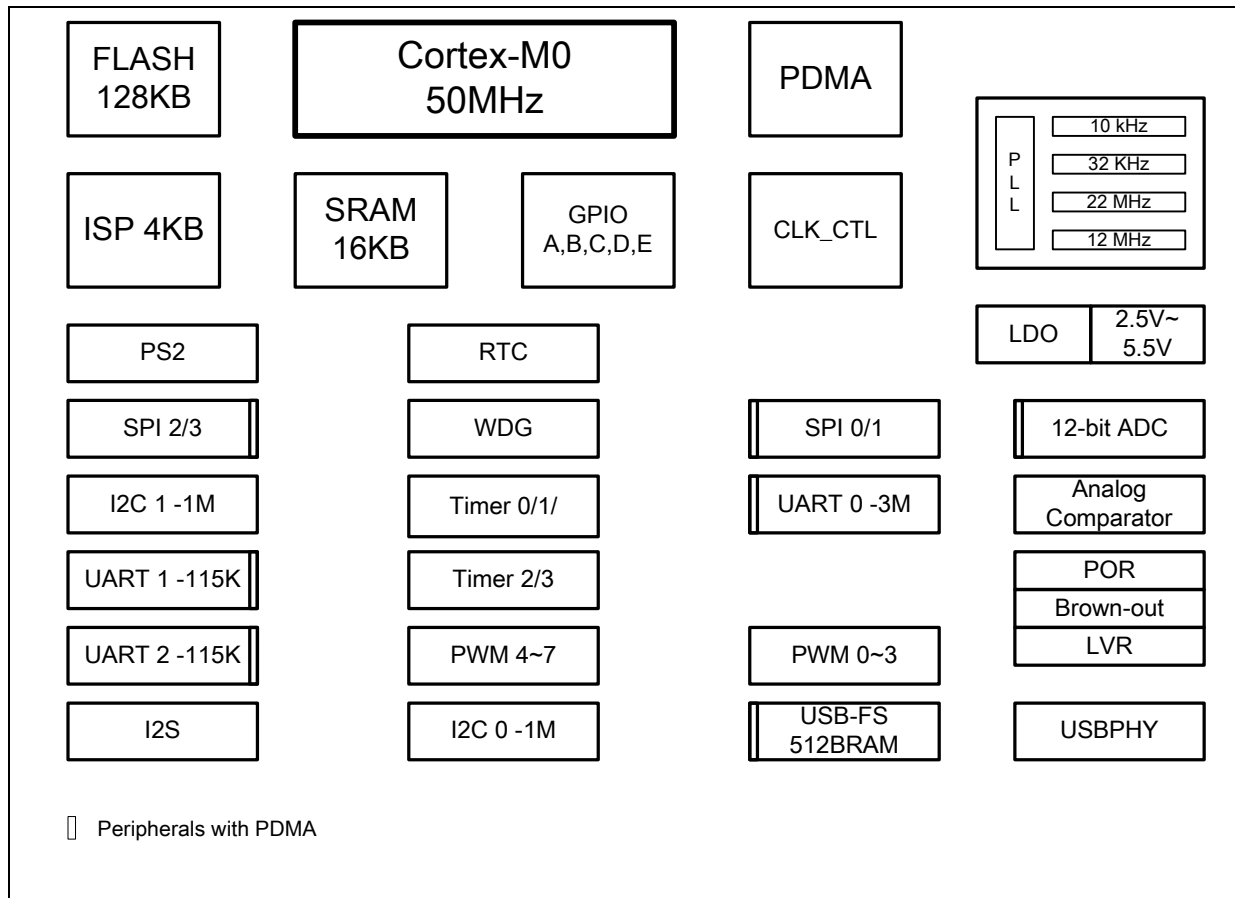 FLASH
128KB
Cortex-M0
50MHz
PDMA
10 kHz
32 KHz
22 MHz
12 MHz
P
L
L
ISP 4KB
SRAM
16KB
GPIO
A,B,C,D,E
CLK_CTL
LDO
2.5V~
5.5V
PS2
RTC
SPI 2/3
WDG
SPI 0/1
12-bit ADC
I2C 1 -1M
Timer 0/1/
UART 0 -3M
Analog
Comparator
UART 1 -115K
Timer 2/3
POR
Brown-out
LVR
UART 2 -115K
PWM 4~7
PWM 0~3
I2S
I2C 0 -1M
USB-FS
512BRAM
USBPHY
Peripherals with PDMA